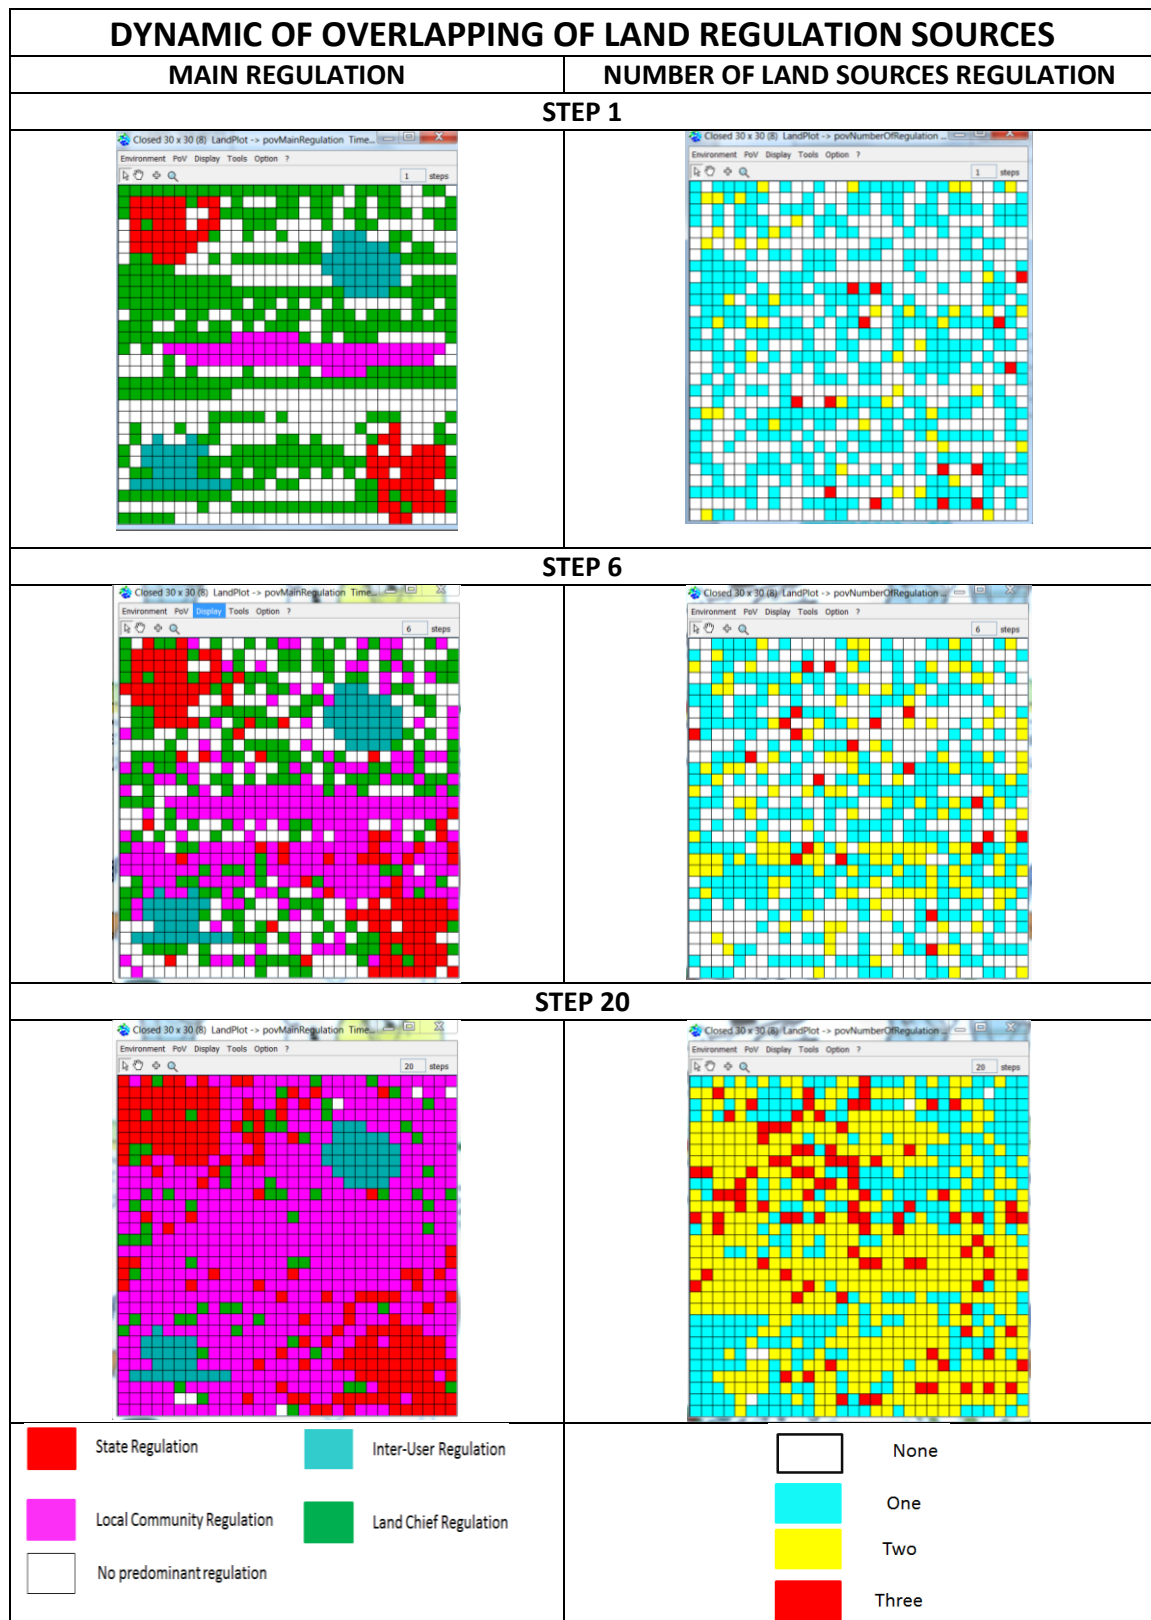 DYNAMIC OF OVERLAPPING OF LAND REGULATION SOURCES
MAIN REGULATION
NUMBER OF LAND SOURCES REGULATION
STEP 1
Closed 30 x 30 (8) LandPlot -> povMainRegulation Time...
Environment PoV Display Tools Option ?
1 steps
Closed 30 x 30 (8) LandPlot -> povNumberOfRegulation ...
Environment PoV Display Tools Option ?
1 steps
STEP 6
Closed 30 x 30 (8) LandPlot -> povMainRegulation Time...
Environment PoV Display Tools Option ?
6 steps
Closed 30 x 30 (8) LandPlot -> povNumberOfRegulation ...
Environment PoV Display Tools Option ?
6 steps
STEP 20
Closed 30 x 30 (8) LandPlot -> povMainRegulation Time...
Environment PoV Display Tools Option ?
20 steps
Closed 30 x 30 (8) LandPlot -> povNumberOfRegulation ...
Environment PoV Display Tools Option ?
20 steps
State Regulation
Inter-User Regulation
Local Community Regulation
Land Chief Regulation
No predominant regulation
None
One
Two
Three